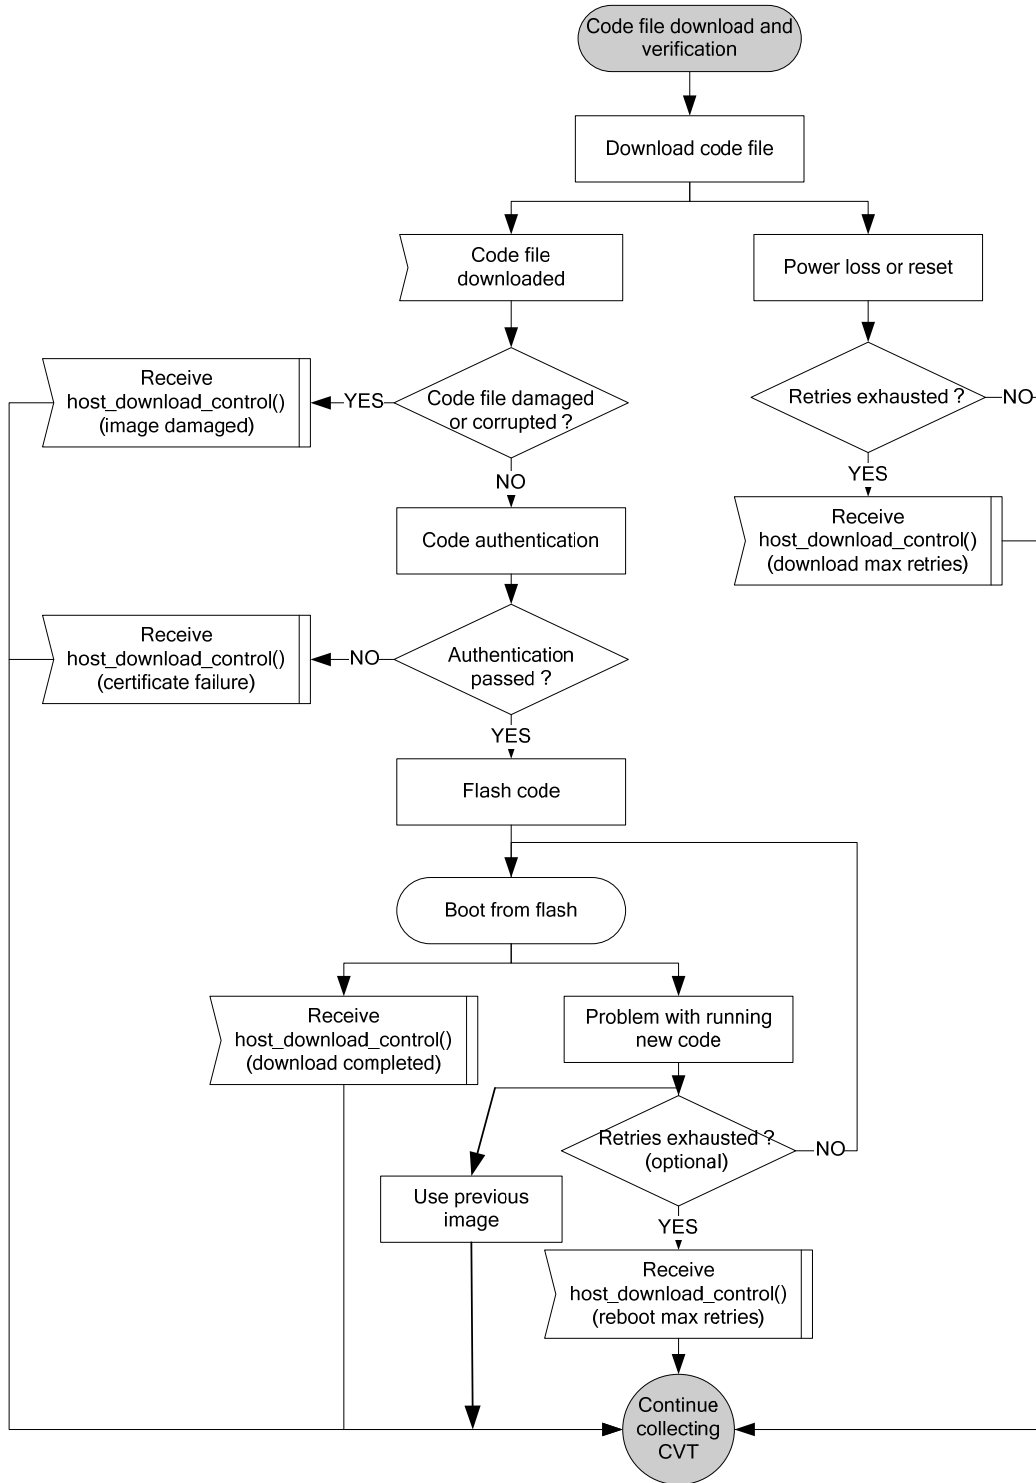 Code file download and
verification
Download code file
Code file
downloaded
Power loss or reset
Receive
host_download_control()
(image damaged)
YES
Code file damaged
or corrupted ?
Retries exhausted ?
NO
NO
YES
Code authentication
Receive
host_download_control()
(download max retries)
Receive
host_download_control()
(certificate failure)
NO
Authentication
passed ?
YES
Flash code
Boot from flash
Receive
host_download_control()
(download completed)
Problem with running
new code
Retries exhausted ?
(optional)
NO
Use previous
image
YES
Receive
host_download_control()
(reboot max retries)
Continue
collecting
CVT